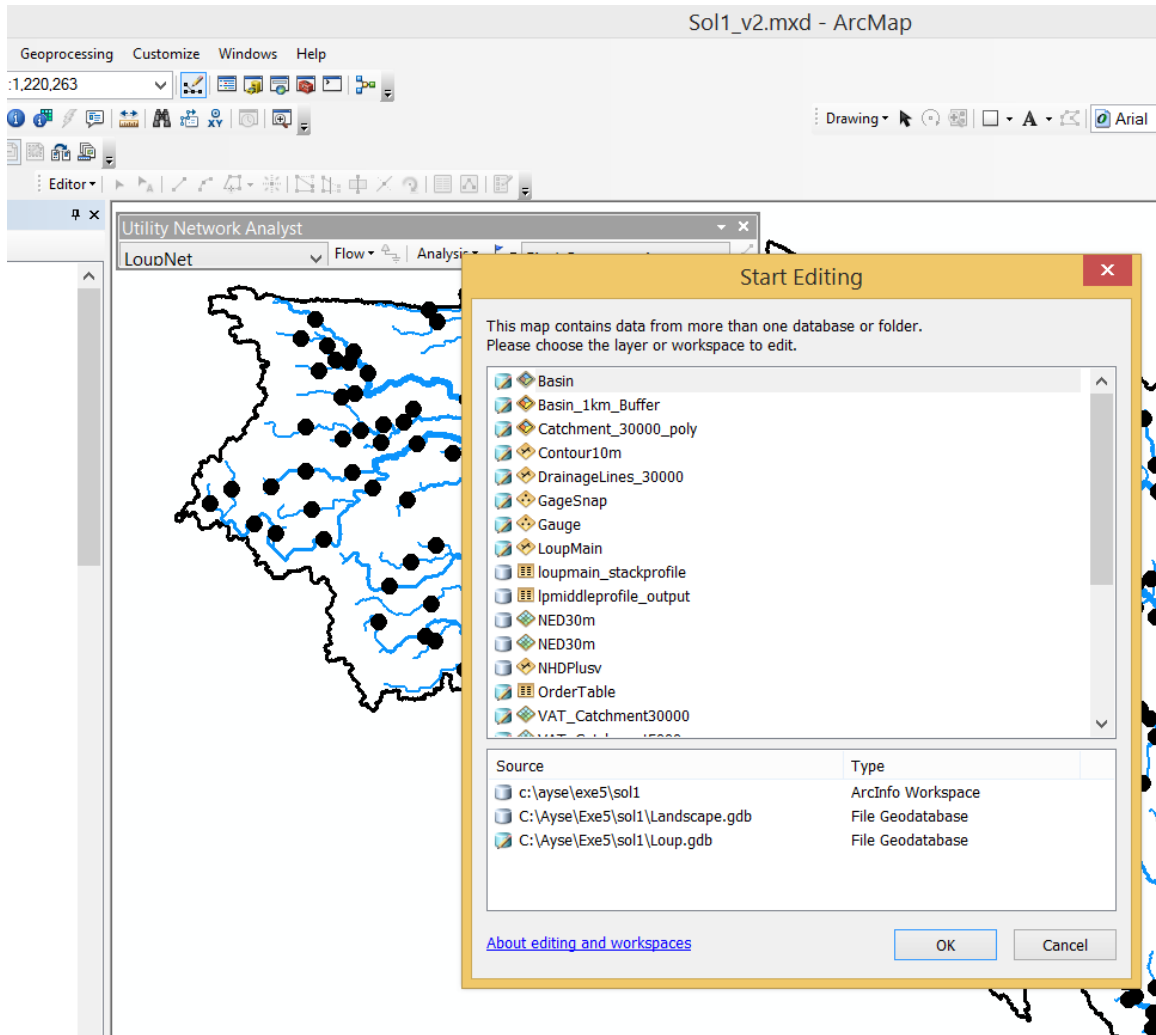 Sol1_v2.mxd - ArcMap
Geoprocessing Customize Windows Help
:1,220,263
XY
Drawing A Arial
Editor
Utility Network Analyst
LoupNet Flow Analysis
Start Editing
This map contains data from more than one database or folder.
Please choose the layer or workspace to edit.
Basin
Basin_1km_Buffer
Catchment_30000_poly
Contour10m
DrainageLines_30000
GageSnap
Gauge
LoupMain
loupmain_stackprofile
lpmiddleprofile_output
NED30m
NED30m
NHDPlusv
OrderTable
VAT_Catchment30000
Source Type
c:\ayse\exe5\sol1 ArcInfo Workspace
C:\Ayse\Exe5\sol1\Landscape.gdb File Geodatabase
C:\Ayse\Exe5\sol1\Loup.gdb File Geodatabase
About editing and workspaces OK Cancel